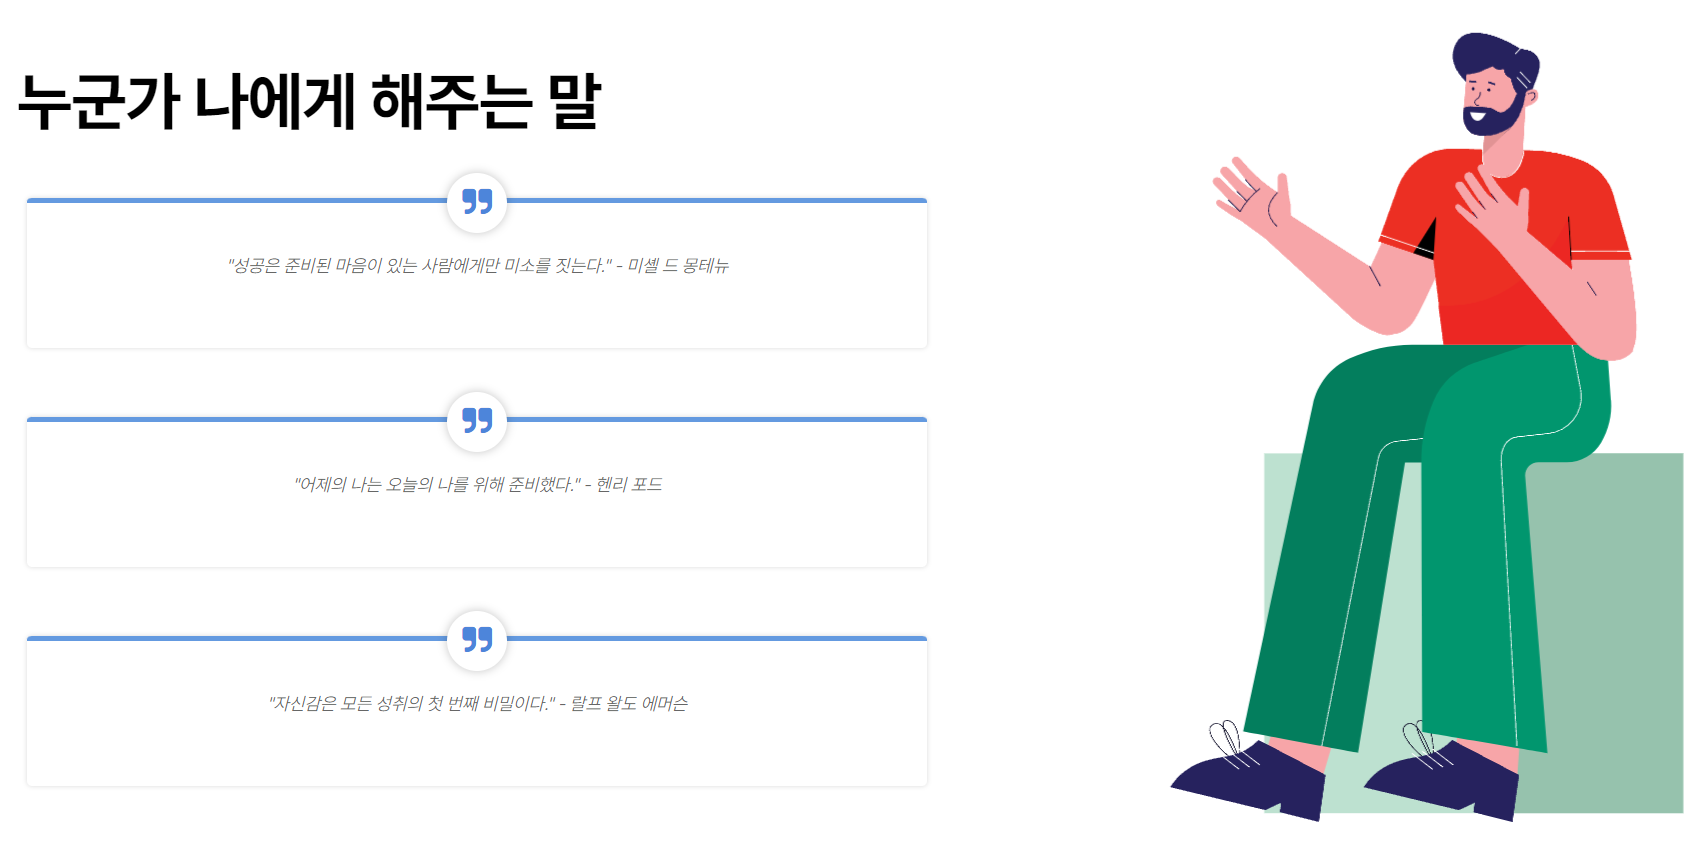 누군가 나에게 해주는 말
"성공은 준비된 마음이 있는 사람에게만 미소를 짓는다." - 미셸 드 몽테뉴
"어제의 나는 오늘의 나를 위해 준비했다." - 헨리 포드
"자신감은 모든 성취의 첫 번째 비밀이다." - 랄프 왈도 에머슨